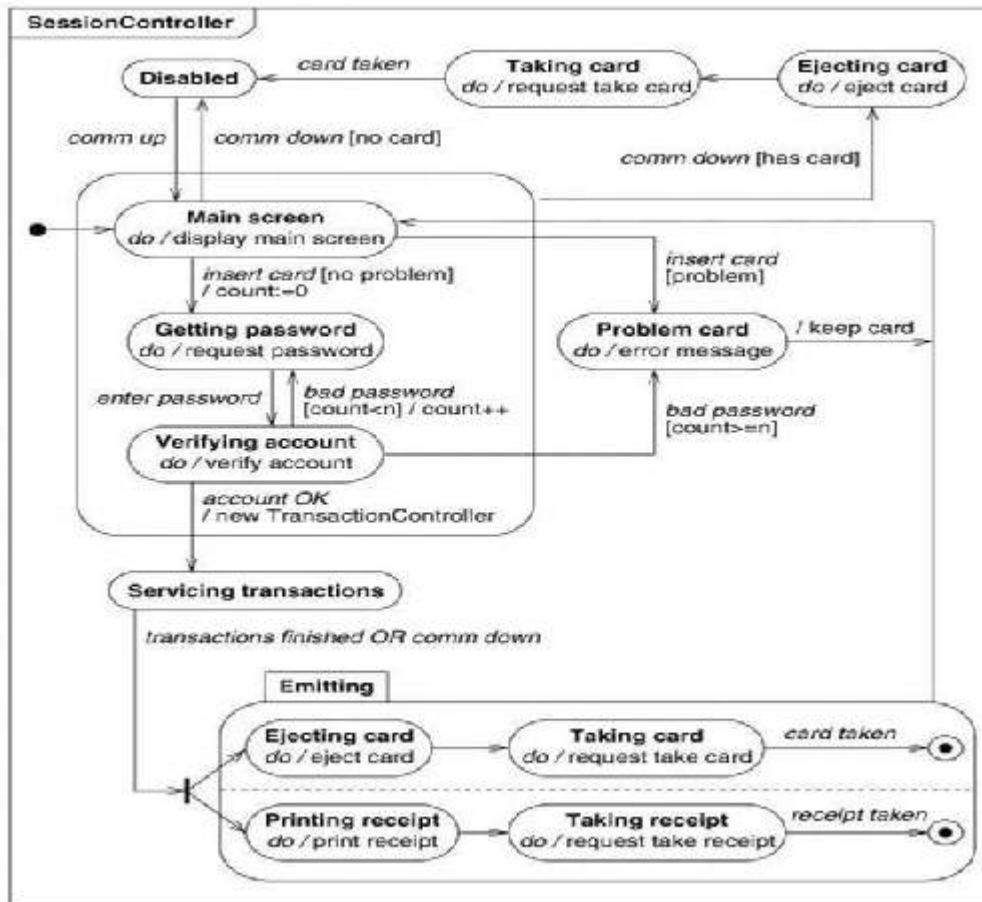 SessionController
Disabled
card taken
Taking card
do / request take card
Ejecting card
do / eject card
comm up
comm down [no card]
comm down [has card]
Main screen
do / display main screen
insert card [no problem]
/ count:=0
insert card
[problem]
Getting password
do / request password
Problem card
do / error message
/ keep card
enter password
bad password
[count<n] / count++
bad password
[count>=n]
Verifying account
do / verify account
account OK
/ new TransactionController
Servicing transactions
transactions finished OR comm down
Emitting
Ejecting card
do / eject card
Taking card
do / request take card
card taken
Printing receipt
do / print receipt
Taking receipt
do / request take receipt
receipt taken